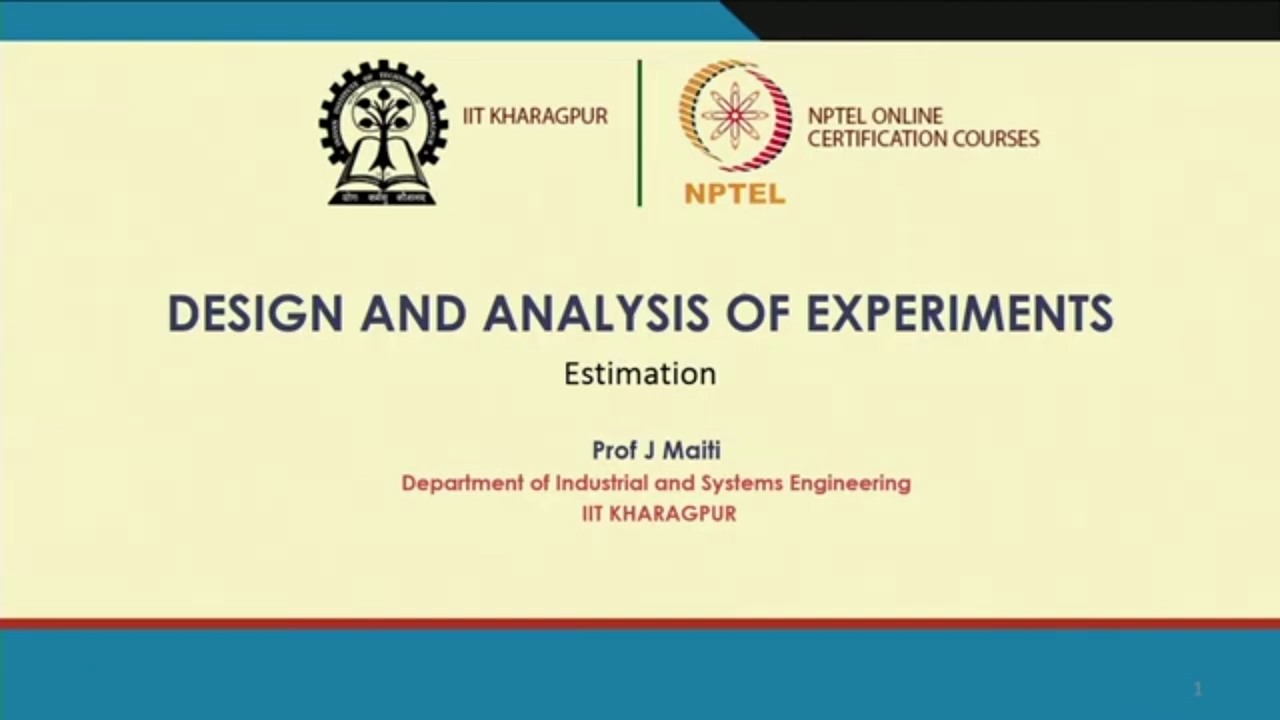 IIT KHARAGPUR
NPTEL ONLINE
CERTIFICATION COURSES
NPTEL
DESIGN AND ANALYSIS OF EXPERIMENTS
Estimation
Prof J Maiti
Department of Industrial and Systems Engineering
IIT KHARAGPUR
1